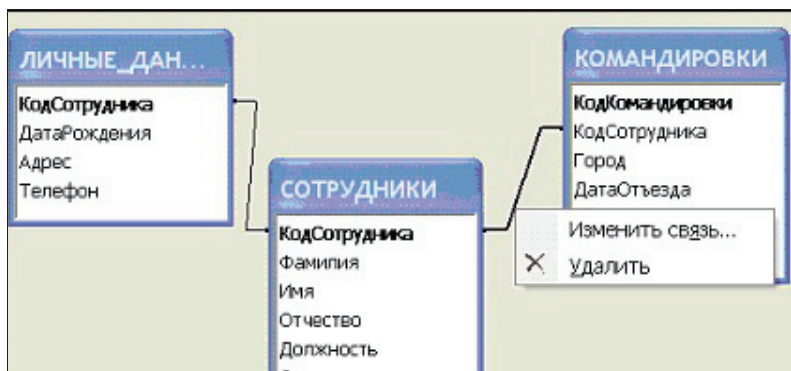 ЛИЧНЫЕ_ДАН...
КодСотрудника
ДатаРождения
Адрес
Телефон
СОТРУДНИКИ
КодСотрудника
Фамилия
Имя
Отчество
Должность
КОМАНДИРОВКИ
КодКомандировки
КодСотрудника
Город
ДатаОтъезда
Изменить связь...
Удалить